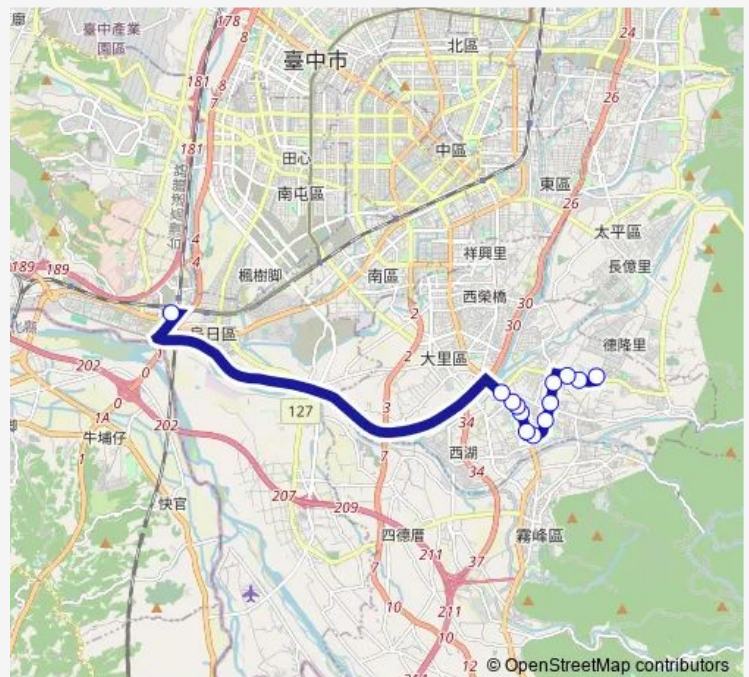 臺中產業
園區
178
8
24
北區
臺中市
181
8
7
26
181
田心
中區
東區
南屯區
26
太平區
4
4
祥興里
長億里
189
189
楓樹脚
南區
西榮橋
2
30
30
烏日區
2
德隆里
大里區
202
1
0
0
127
3
34
1A
202
牛埔仔
7
西湖
34
1
207
快官
209
四德厝
霧峰區
211
37
7
211
10
10
12
© OpenStreetMap contributors